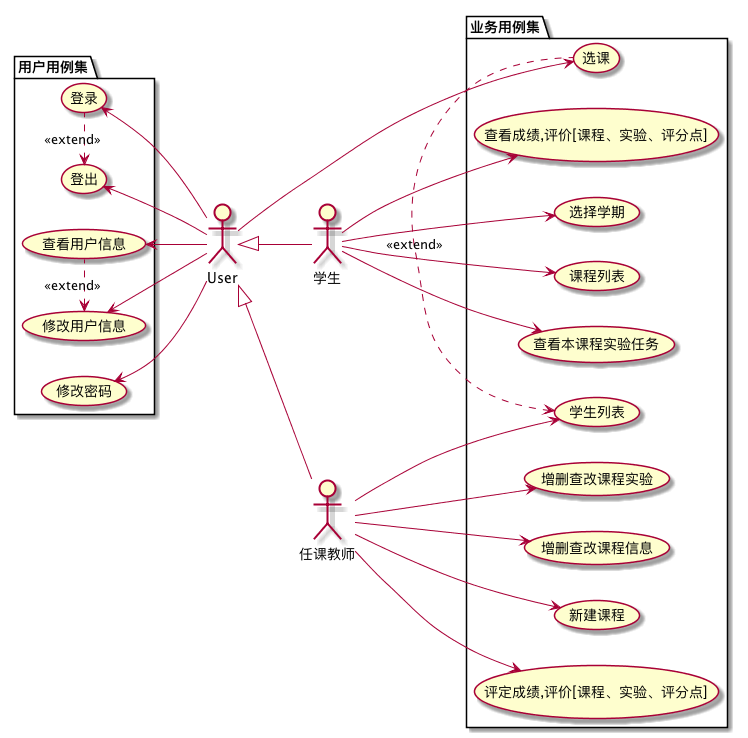 用户用例集
登录
«extend»
登出
查看用户信息
«extend»
修改用户信息
修改密码
User
学生
任课教师
业务用例集
选课
查看成绩,评价[课程、实验、评分点]
选择学期
«extend»
课程列表
查看本课程实验任务
学生列表
增删查改课程实验
增删查改课程信息
新建课程
评定成绩,评价[课程、实验、评分点]